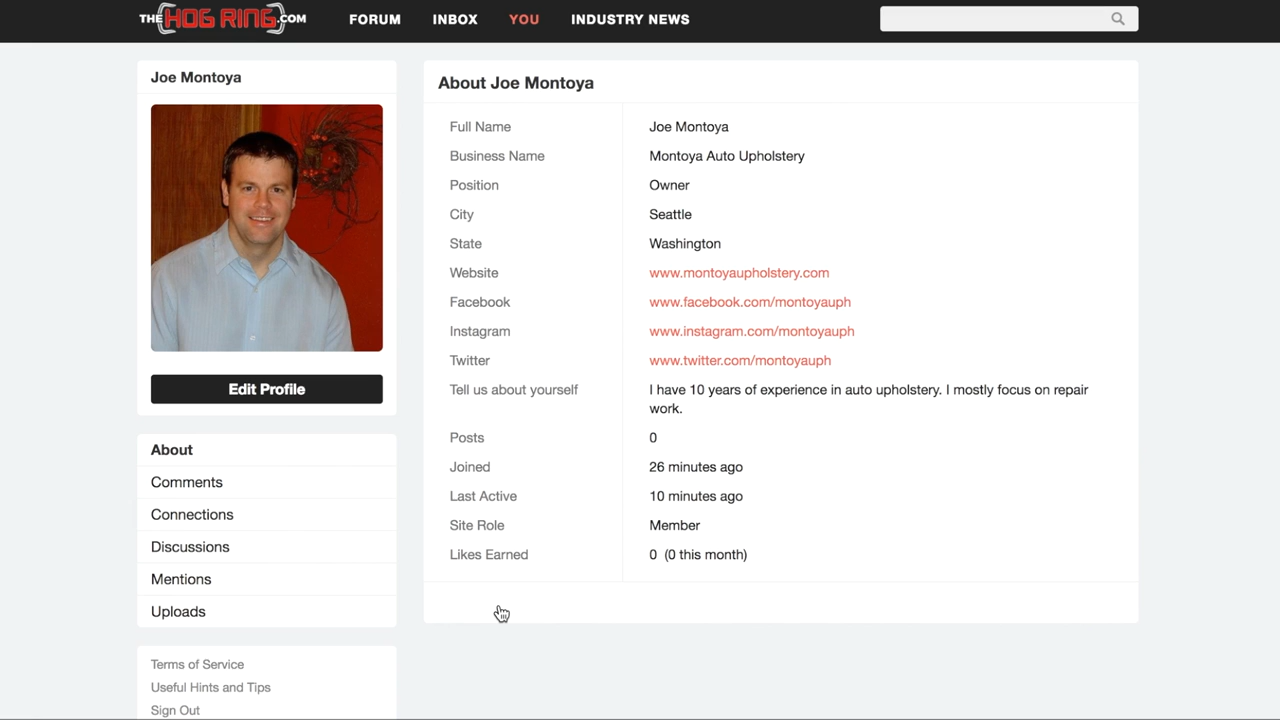 THE HOG RING .COM FORUM INBOX YOU INDUSTRY NEWS
Joe Montoya
Edit Profile
About
Comments
Connections
Discussions
Mentions
Uploads
Terms of Service
Useful Hints and Tips
Sign Out
About Joe Montoya
Full Name Joe Montoya
Business Name Montoya Auto Upholstery
Position Owner
City Seattle
State Washington
Website www.montoyaupholstery.com
Facebook www.facebook.com/montoyauph
Instagram www.instagram.com/montoyauph
Twitter www.twitter.com/montoyauph
Tell us about yourself I have 10 years of experience in auto upholstery. I mostly focus on repair
work.
Posts 0
Joined 26 minutes ago
Last Active 10 minutes ago
Site Role Member
Likes Earned 0 (0 this month)